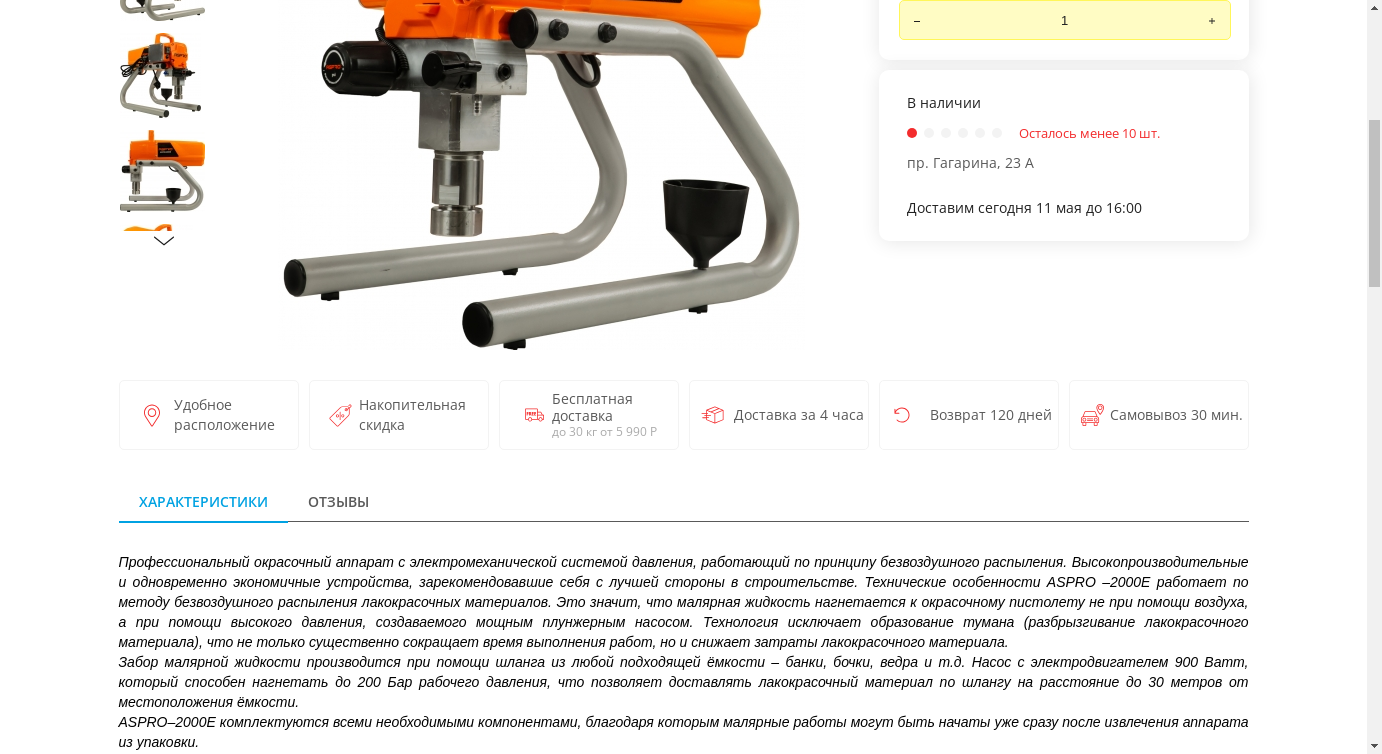 – 1 +
В наличии
Осталось менее 10 шт.
пр. Гагарина, 23 А
Доставим сегодня 11 мая до 16:00
Удобное
расположение
Накопительная
скидка
Бесплатная
доставка
до 30 кг от 5 990 Р
Доставка за 4 часа
Возврат 120 дней
Самовывоз 30 мин.
ХАРАКТЕРИСТИКИ
ОТЗЫВЫ
Профессиональный окрасочный аппарат с электромеханической системой давления, работающий по принципу безвоздушного распыления. Высокопроизводительные
и одновременно экономичные устройства, зарекомендовавшие себя с лучшей стороны в строительстве. Технические особенности ASPRO –2000E работает по
методу безвоздушного распыления лакокрасочных материалов. Это значит, что малярная жидкость нагнетается к окрасочному пистолету не при помощи воздуха,
а при помощи высокого давления, создаваемого мощным плунжерным насосом. Технология исключает образование тумана (разбрызгивание лакокрасочного
материала), что не только существенно сокращает время выполнения работ, но и снижает затраты лакокрасочного материала.
Забор малярной жидкости производится при помощи шланга из любой подходящей ёмкости – банки, бочки, ведра и т.д. Насос с электродвигателем 900 Ватт,
который способен нагнетать до 200 Бар рабочего давления, что позволяет доставлять лакокрасочный материал по шлангу на расстояние до 30 метров от
местоположения ёмкости.
ASPRO–2000E комплектуются всеми необходимыми компонентами, благодаря которым малярные работы могут быть начаты уже сразу после извлечения аппарата
из упаковки.